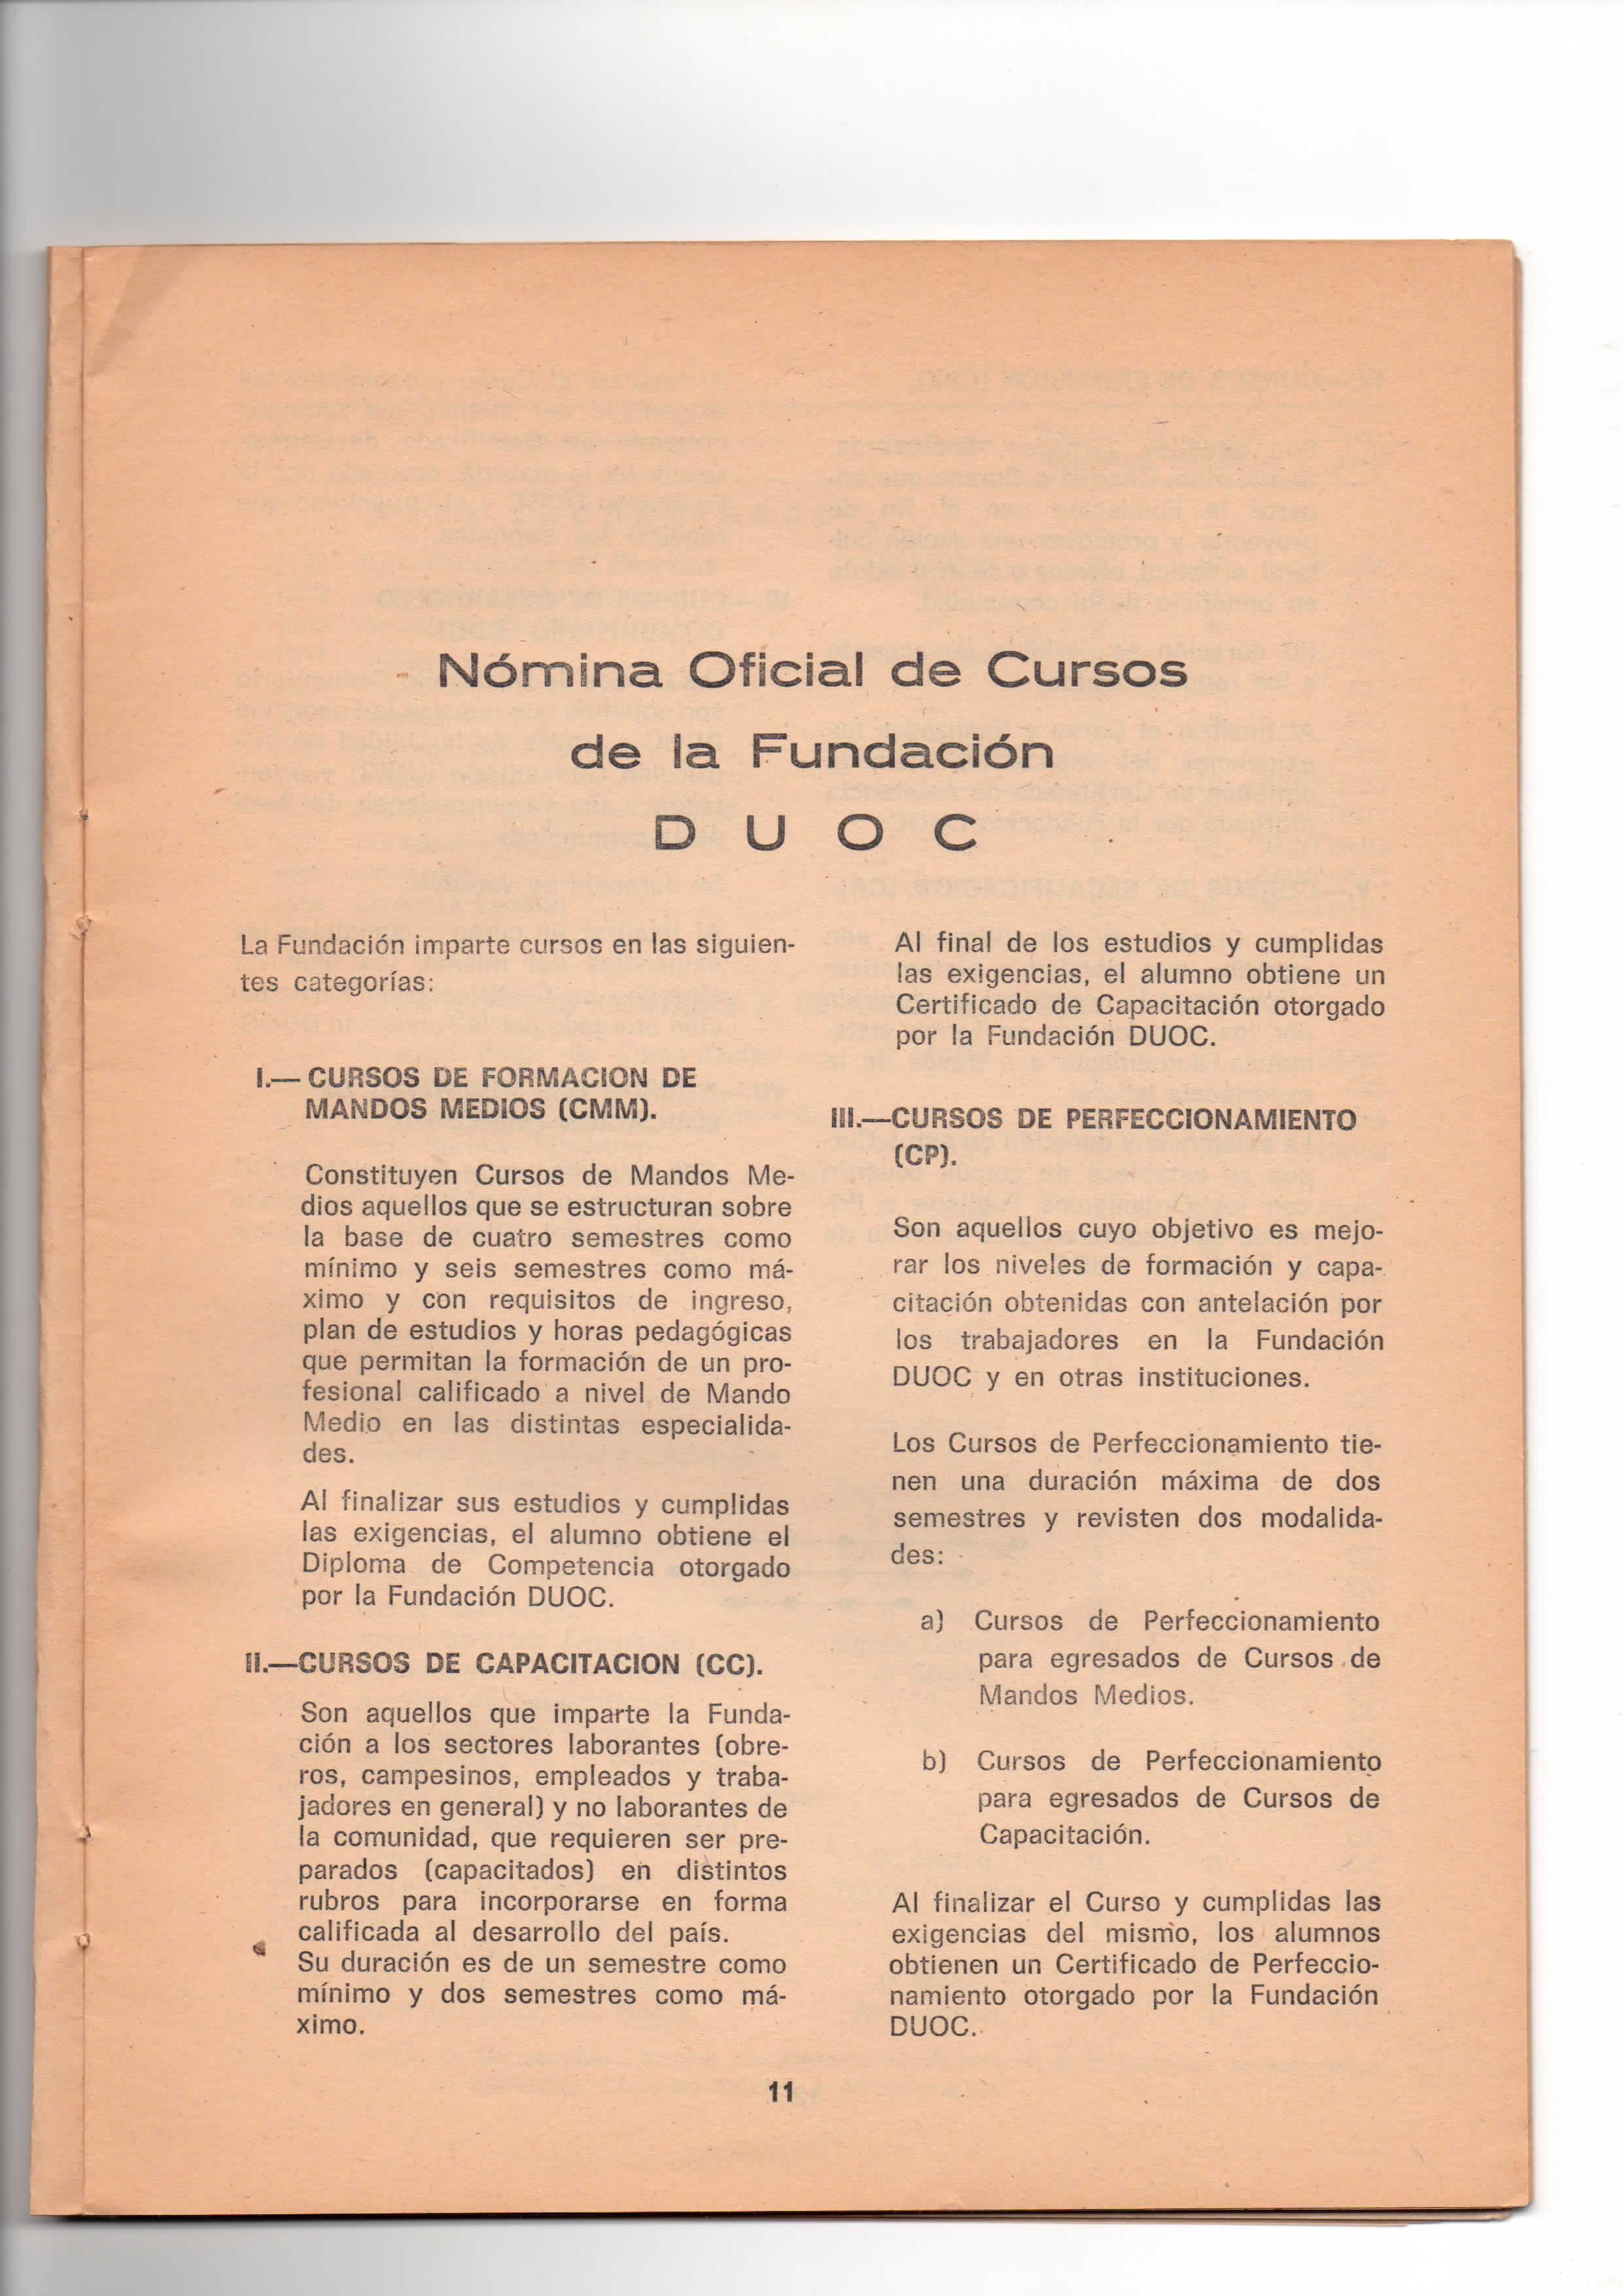 Nómina Oficial de Cursos
de la Fundación
D U O C
La Fundación imparte cursos en las siguien-
tes categorías:
I.— CURSOS DE FORMACION DE
MANDOS MEDIOS (CMM).
Constituyen Cursos de Mandos Me-
dios aquellos que se estructuran sobre
la base de cuatro semestres como
mínimo y seis semestres como má-
ximo y con requisitos de ingreso,
plan de estudios y horas pedagógicas
que permitan la formación de un pro-
fesional calificado a nivel de Mando
Medio en las distintas especialida-
des.
Al finalizar sus estudios y cumplidas
las exigencias, el alumno obtiene el
Diploma de Competencia otorgado
por la Fundación DUOC.
II.—CURSOS DE CAPACITACION (CC).
Son aquellos que imparte la Funda-
ción a los sectores laborantes (obre-
ros, campesinos, empleados y traba-
jadores en general) y no laborantes de
la comunidad, que requieren ser pre-
parados (capacitados) en distintos
rubros para incorporarse en forma
calificada al desarrollo del país.
Su duración es de un semestre como
mínimo y dos semestres como má-
ximo.
Al final de los estudios y cumplidas
las exigencias, el alumno obtiene un
Certificado de Capacitación otorgado
por la Fundación DUOC.
III.—CURSOS DE PERFECCIONAMIENTO
(CP).
Son aquellos cuyo objetivo es mejo-
rar los niveles de formación y capa-
citación obtenidas con antelación por
los trabajadores en la Fundación
DUOC y en otras instituciones.
Los Cursos de Perfeccionamiento tie-
nen una duración máxima de dos
semestres y revisten dos modalida-
des:
a) Cursos de Perfeccionamiento
para egresados de Cursos de
Mandos Medios.
b) Cursos de Perfeccionamiento
para egresados de Cursos de
Capacitación.
Al finalizar el Curso y cumplidas las
exigencias del mismo, los alumnos
obtienen un Certificado de Perfeccio-
namiento otorgado por la Fundación
DUOC.
11